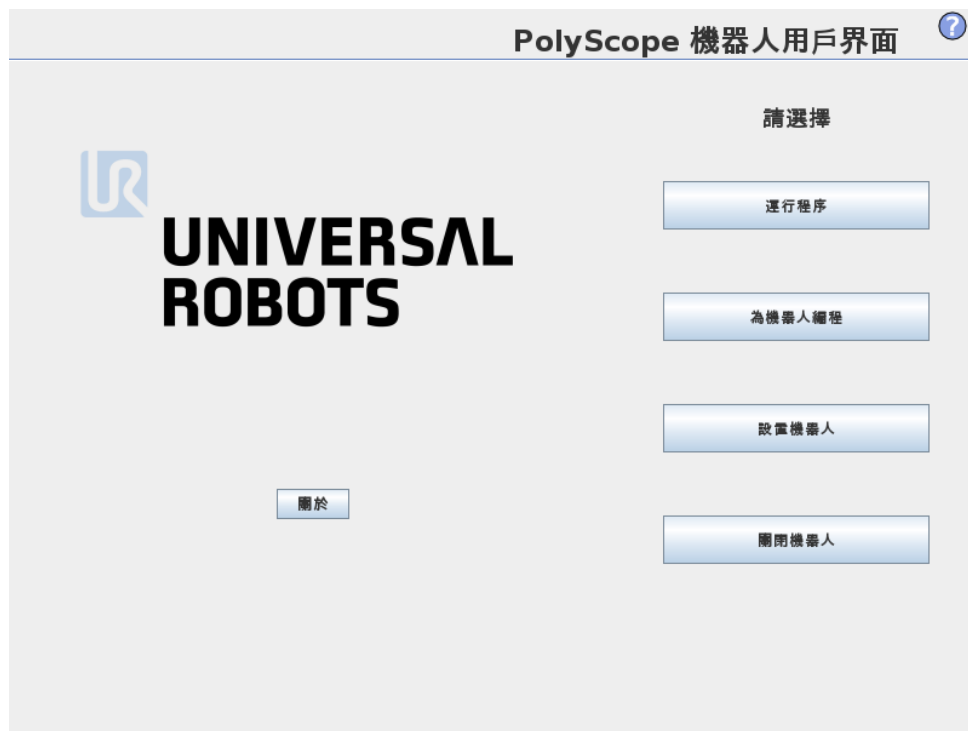 PolyScope 機器人用戶界面
?
請選擇
UR
運行程序
UNIVERSAL
ROBOTS
為機器人編程
設置機器人
關於
關閉機器人